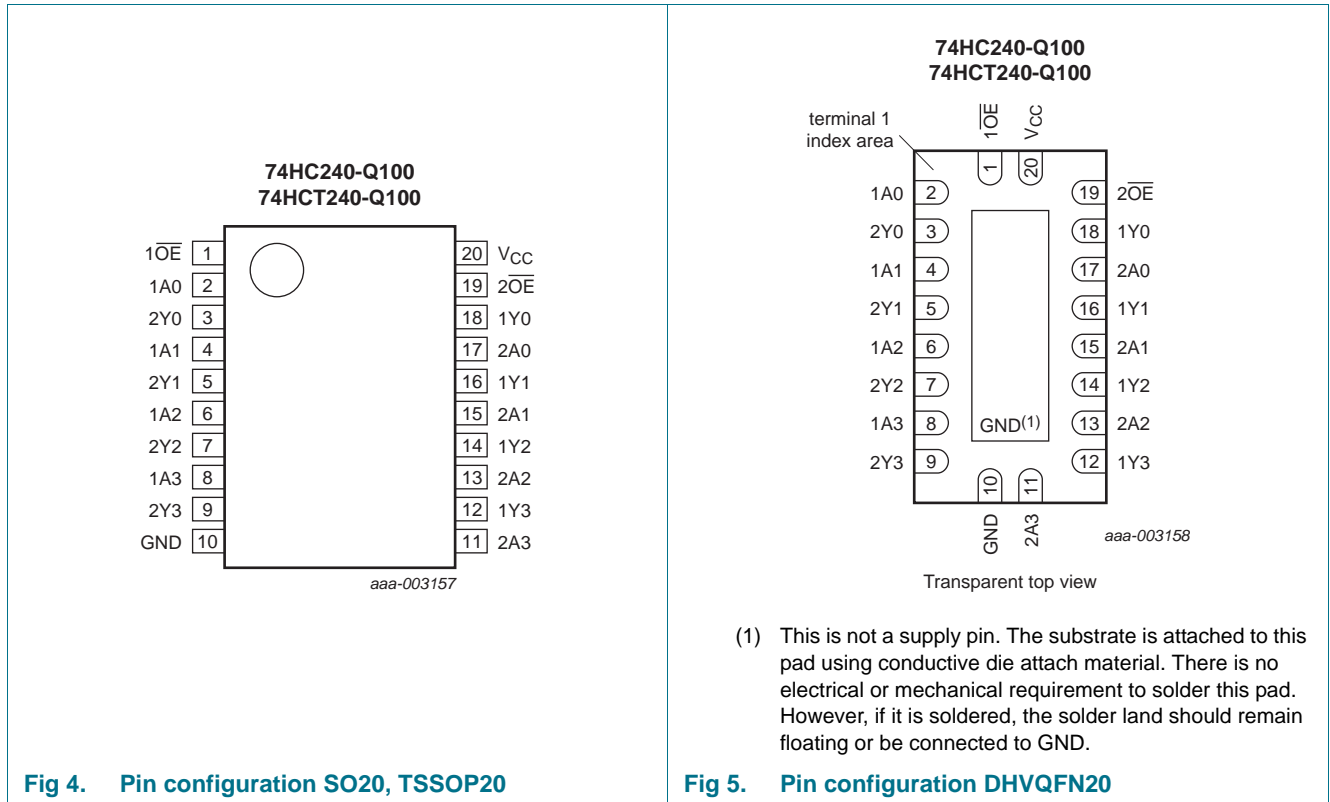 74HC240-Q100
74HCT240-Q100
1OE 1
1A0 2
2Y0 3
1A1 4
2Y1 5
1A2 6
2Y2 7
1A3 8
2Y3 9
GND 10
20 VCC
19 2OE
18 1Y0
17 2A0
16 1Y1
15 2A1
14 1Y2
13 2A2
12 1Y3
11 2A3
aaa-003157
Fig 4. Pin configuration SO20, TSSOP20
74HC240-Q100
74HCT240-Q100
terminal 1
index area
1OE 1
VCC 20
1A0 2
2Y0 3
1A1 4
2Y1 5
1A2 6
2Y2 7
1A3 8
2Y3 9
19 2OE
18 1Y0
17 2A0
16 1Y1
15 2A1
14 1Y2
13 2A2
12 1Y3
GND(1)
10 GND
11 2A3
aaa-003158
Transparent top view
(1) This is not a supply pin. The substrate is attached to this
pad using conductive die attach material. There is no
electrical or mechanical requirement to solder this pad.
However, if it is soldered, the solder land should remain
floating or be connected to GND.
Fig 5. Pin configuration DHVQFN20